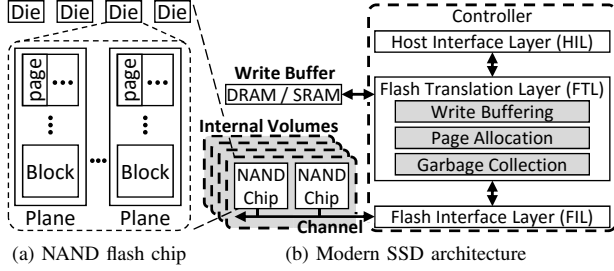 Die Die Die Die
page ... page ...
Block ... Block
Plane Plane
(a) NAND flash chip
Write Buffer
DRAM / SRAM
Internal Volumes
NAND Chip
NAND Chip
Channel
Controller
Host Interface Layer (HIL)
Flash Translation Layer (FTL)
Write Buffering
Page Allocation
Garbage Collection
Flash Interface Layer (FIL)
(b) Modern SSD architecture